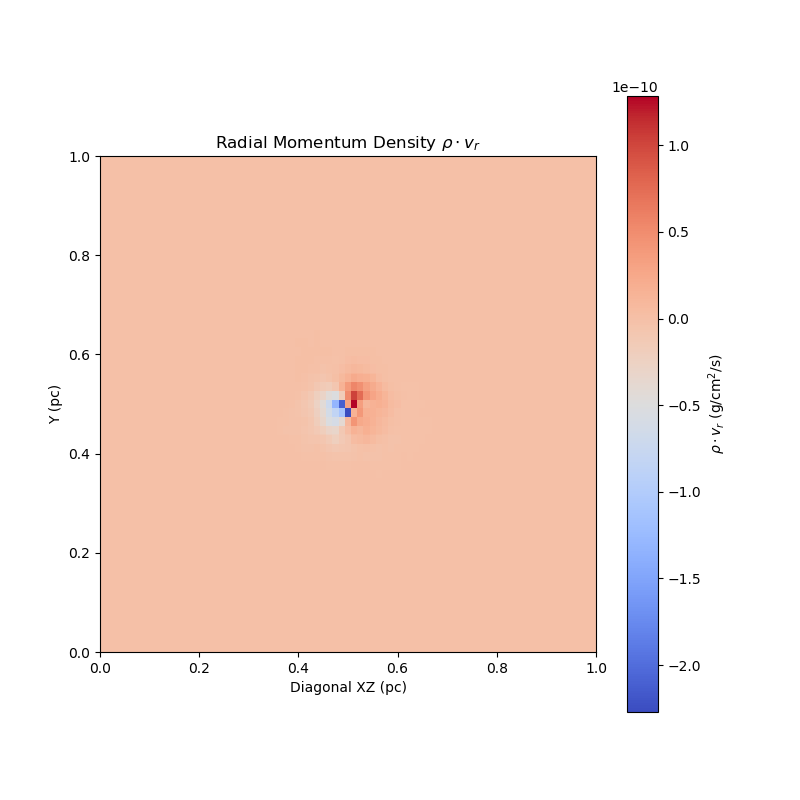 1e−10
Radial Momentum Density ρ · v_r
1.0
0.8
0.6
0.4
0.2
0.0
Y (pc)
0.0 0.2 0.4 0.6 0.8 1.0
Diagonal XZ (pc)
1.0
0.5
0.0
−0.5
−1.0
−1.5
−2.0
ρ · v_r (g/cm²/s)